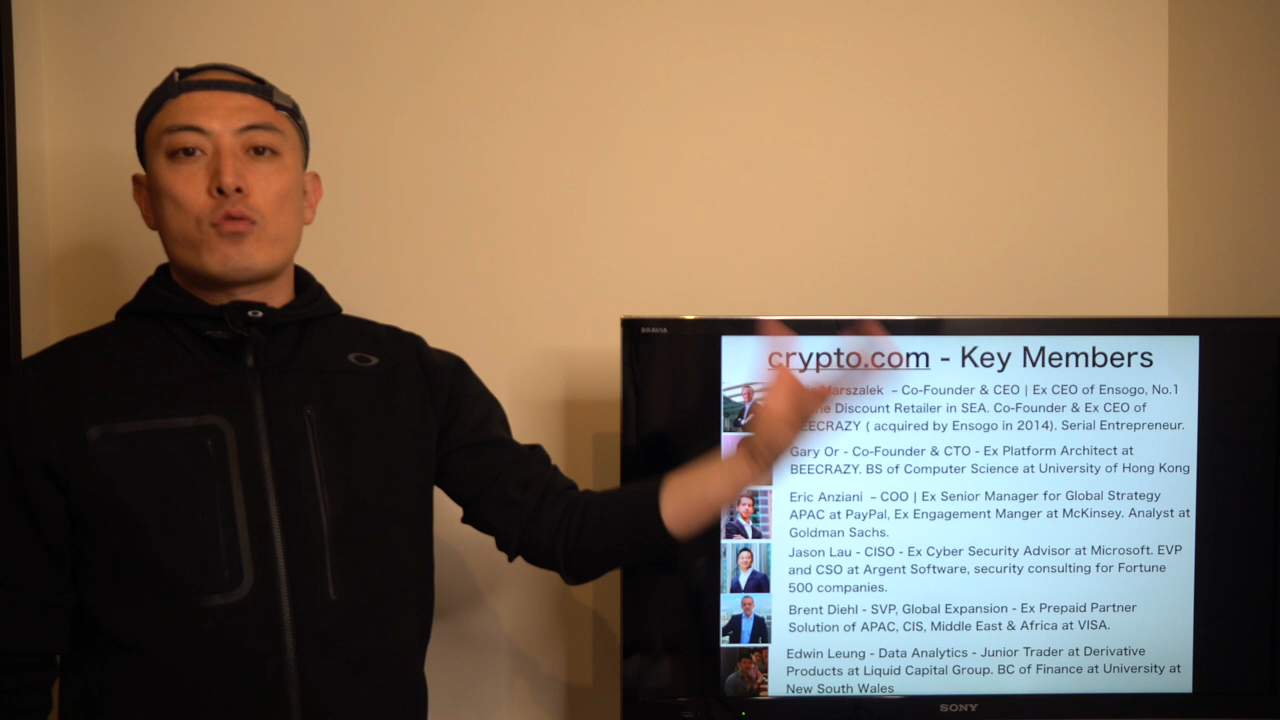 BRAVIA
crypto.com - Key Members
Marszalek - Co-Founder & CEO | Ex CEO of Ensogo, No.1
Discount Retailer in SEA. Co-Founder & Ex CEO of
BEECRAZY ( acquired by Ensogo in 2014). Serial Entrepreneur.
Gary Or - Co-Founder & CTO - Ex Platform Architect at
BEECRAZY. BS of Computer Science at University of Hong Kong
Eric Anziani - COO | Ex Senior Manager for Global Strategy
APAC at PayPal, Ex Engagement Manger at McKinsey. Analyst at
Goldman Sachs.
Jason Lau - CISO - Ex Cyber Security Advisor at Microsoft. EVP
and CSO at Argent Software, security consulting for Fortune
500 companies.
Brent Diehl - SVP, Global Expansion - Ex Prepaid Partner
Solution of APAC, CIS, Middle East & Africa at VISA.
Edwin Leung - Data Analytics - Junior Trader at Derivative
Products at Liquid Capital Group. BC of Finance at University at
New South Wales
SONY